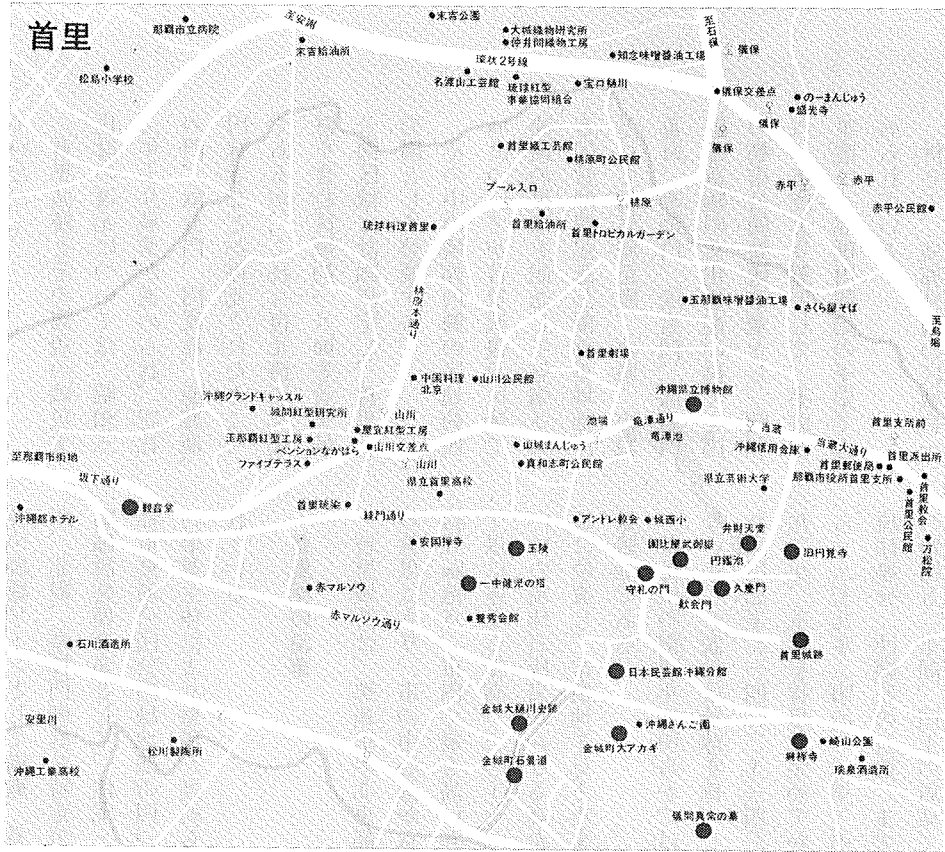 首里
那覇市立病院
至安謝
末吉公園
大城織物研究所
仲井間織物工房
至石嶺
儀保
末吉給油所
環状2号線
知念味噌醤油工場
松島小学校
名渡山工芸館
琉球紅型
事業協同組合
宝口樋川
儀保交差点
のーまんじゅう
盛光寺
儀保
儀保
首里織工芸館
桃原町公民館
プール入口
桃原
赤平
赤平
赤平公民館
琉球料理首里
首里給油所
首里トロピカルガーデン
桃原本通り
玉那覇味噌醤油工場
さくら屋そば
至鳥堀
首里劇場
中国料理
北京
山川公民館
沖縄県立博物館
沖縄グランドキャッスル
城間紅型研究所
山川
池端
竜潭通り
竜潭池
当蔵
首里支所前
屋宜紅型工房
玉那覇紅型工房
ペンションながはら
山川交差点
山城まんじゅう
沖縄信用金庫
当蔵大通り
首里派出所
至那覇市街地
ファイブテラス
山川
真和志町公民館
首里郵便局
坂下通り
県立首里高校
県立芸術大学
那覇市役所首里支所
首里教会
首里公民館
万松院
観音堂
沖縄都ホテル
首里琉染
綾門通り
アンドレ教会
城西小
弁財天堂
安国禅寺
玉陵
園比屋武御嶽
円鑑池
旧円覚寺
赤マルソウ
一中健児の塔
守礼の門
歓会門
久慶門
赤マルソウ通り
養秀会館
石川酒造所
首里城跡
日本民芸館沖縄分館
金城大樋川史跡
沖縄さんご園
安里川
金城町大アカギ
松川製陶所
崎山公園
沖縄工業高校
金城町石畳道
瑞泉酒造所
儀間真常の墓